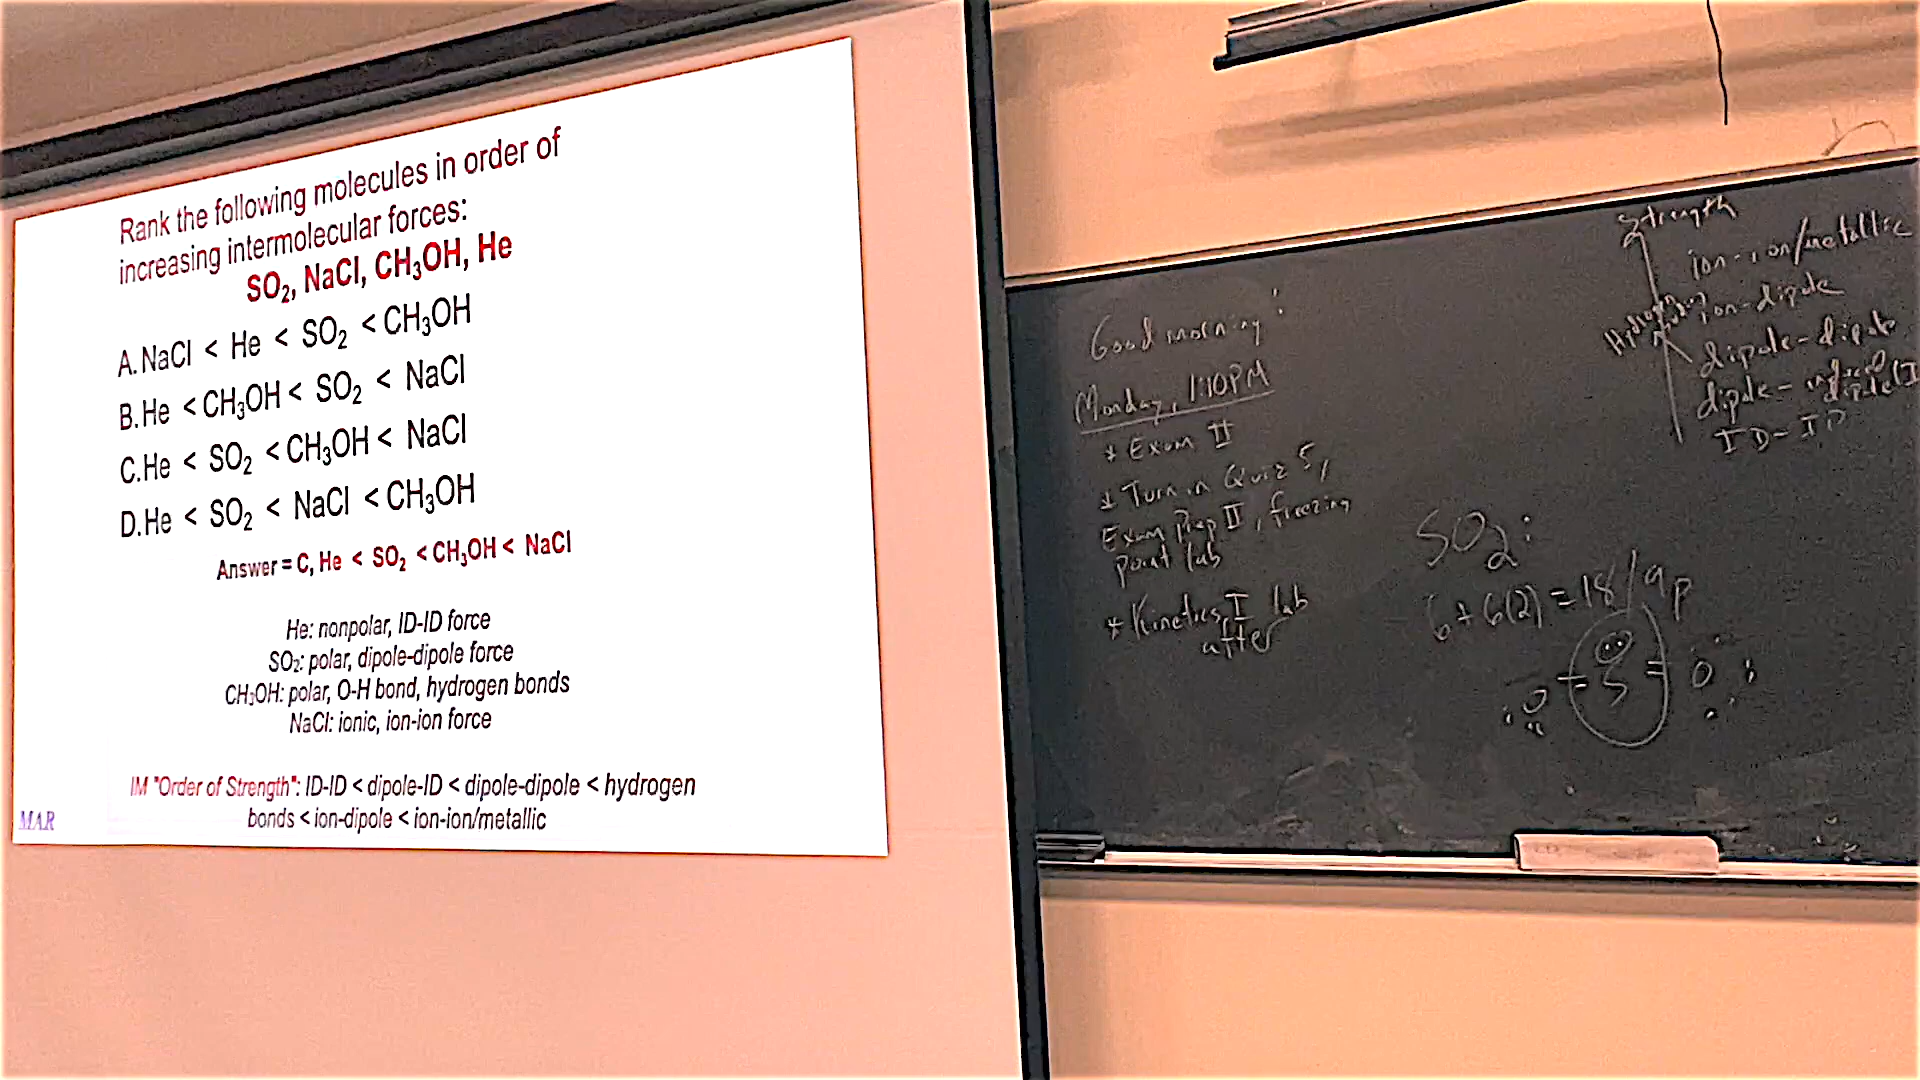 Rank the following molecules in order of
increasing intermolecular forces:
SO₂, NaCl, CH₃OH, He
A. NaCl < He < SO₂ < CH₃OH
B. He < CH₃OH < SO₂ < NaCl
C. He < SO₂ < CH₃OH < NaCl
D. He < SO₂ < NaCl < CH₃OH
Answer = C, He < SO₂ < CH₃OH < NaCl
He: nonpolar, ID-ID force
SO₂: polar, dipole-dipole force
CH₃OH: polar, O-H bond, hydrogen bonds
NaCl: ionic, ion-ion force
IM "Order of Strength": ID-ID < dipole-ID < dipole-dipole < hydrogen
bonds < ion-dipole < ion-ion/metallic
MAR
Good morning!
Monday, 1:10PM
* Exam II
* Turn in Quiz 5,
Exam Prep II, freezing
point lab
* Kinetics I lab
after
Strength
ion-ion/metallic
ion-dipole
Hydrogen
dipole-dipole
dipole-induced
dipole (I
ID-ID
SO₂:
6+6(2) = 18/9p
O = S = O